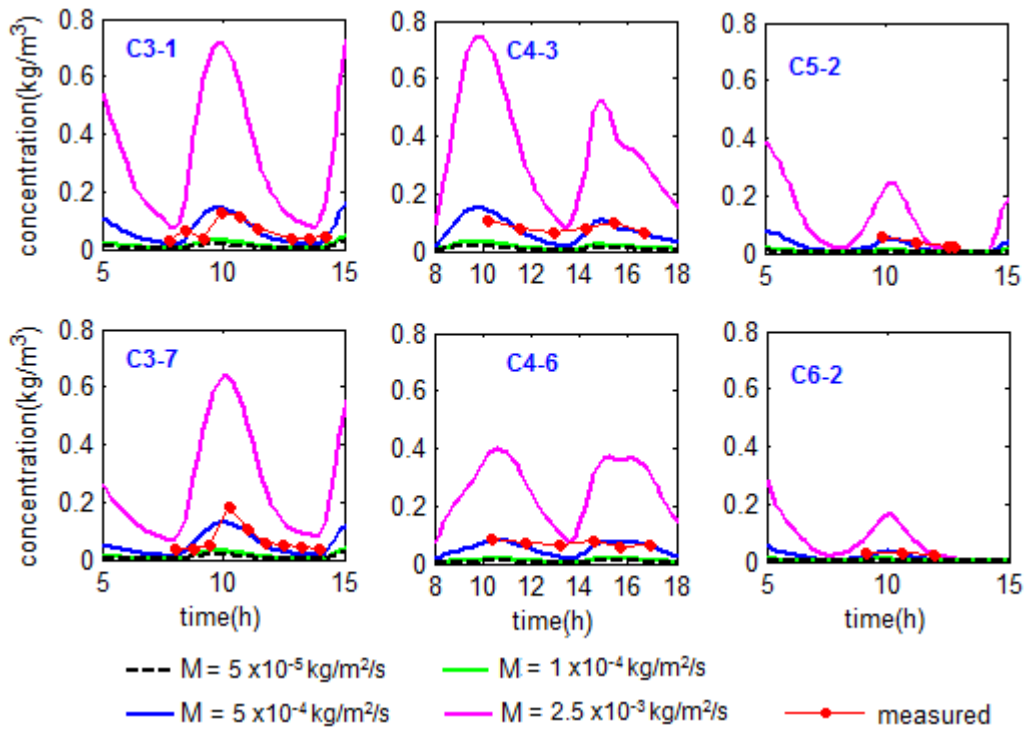 concentration(kg/m³)
0.8
0.6
0.4
0.2
0
5 10 15
C3-1
0.8
0.6
0.4
0.2
0
8 10 12 14 16 18
C4-3
0.8
0.6
0.4
0.2
0
5 10 15
C5-2
concentration(kg/m³)
0.8
0.6
0.4
0.2
0
5 10 15
time(h)
C3-7
0.8
0.6
0.4
0.2
0
8 10 12 14 16 18
time(h)
C4-6
0.8
0.6
0.4
0.2
0
5 10 15
time(h)
C6-2
M = 5 x10⁻⁵ kg/m²/s M = 1 x10⁻⁴ kg/m²/s
M = 5 x10⁻⁴ kg/m²/s M = 2.5 x10⁻³ kg/m²/s measured